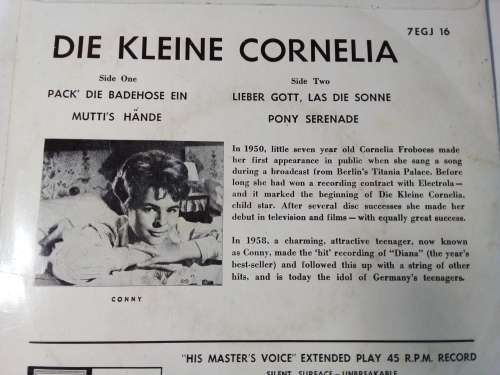 7EGJ 16
DIE KLEINE CORNELIA
Side One
PACK' DIE BADEHOSE EIN
MUTTI'S HÄNDE
Side Two
LIEBER GOTT, LAS DIE SONNE
PONY SERENADE
In 1950, little seven year old Cornelia Froboess made
her first appearance in public when she sang a song
during a broadcast from Berlin's Titania Palace. Before
long she had won a recording contract with Electrola —
and it marked the beginning of Die Kleine Cornelia,
child star. After several disc successes she made her
debut in television and films — with equally great success.
In 1958, a charming, attractive teenager, now known
as Conny, made the 'hit' recording of "Diana" (the year's
best-seller) and followed this up with a string of other
hits, and is today the idol of Germany's teenagers.
CONNY
"HIS MASTER'S VOICE" EXTENDED PLAY 45 R.P.M. RECORD
SILENT SURFACE — UNBREAKABLE